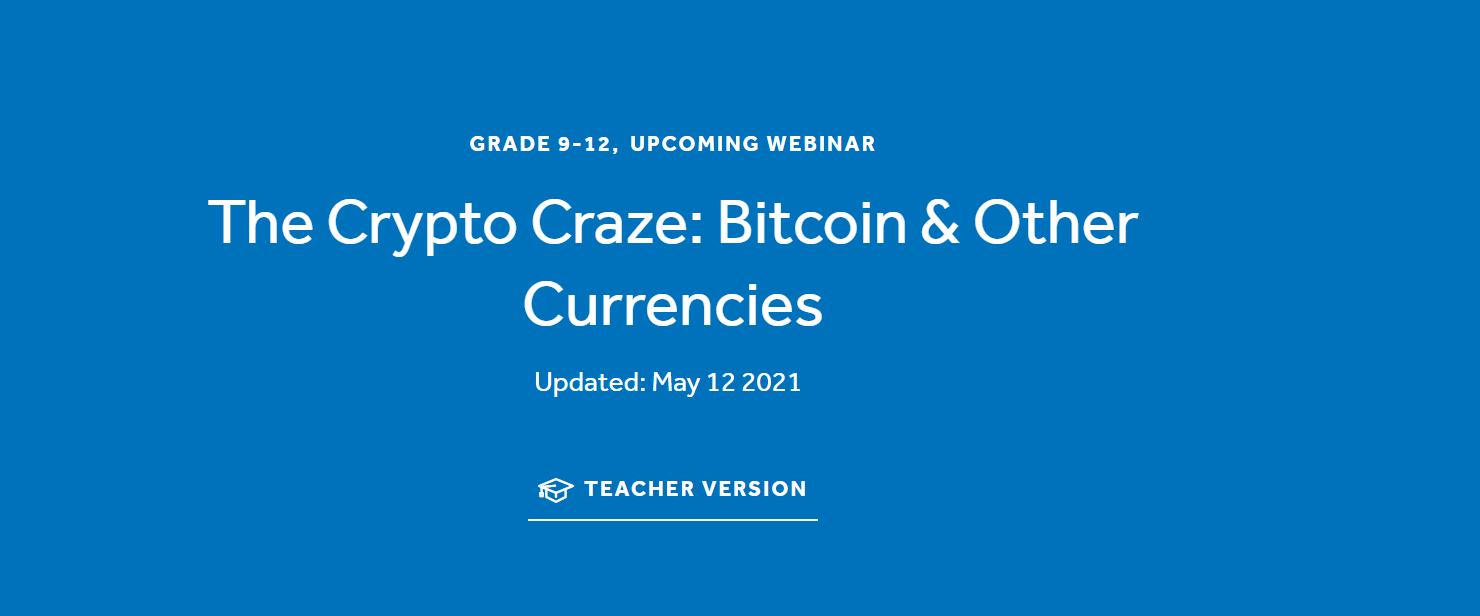 GRADE 9-12, UPCOMING WEBINAR
The Crypto Craze: Bitcoin & Other
Currencies
Updated: May 12 2021
TEACHER VERSION